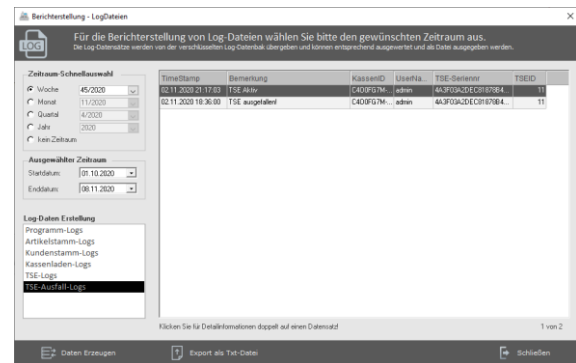 Berichterstellung - LogDateien
LOG
Für die Berichterstellung von Log-Dateien wählen Sie bitte den gewünschten Zeitraum aus.
Die Log-Datensätze werden von der verschlüsselten Log-Datenbak übergeben und können entsprechend ausgewertet und als Datei ausgegeben werden.
Zeitraum-Schnellauswahl
Woche 45/2020
Monat 11/2020
Quartal 4/2020
Jahr 2020
kein Zeitraum
Ausgewählter Zeitraum
Startdatum: 01.10.2020
Enddatum: 08.11.2020
Log-Daten Erstellung
Programm-Logs
Artikelstamm-Logs
Kundenstamm-Logs
Kassenladen-Logs
TSE-Logs
TSE-Ausfall-Logs
TimeStamp Bemerkung KassenID UserNa... TSE-Seriennr TSEID
02.11.2020 21:17:03 TSE Aktiv C4D0FG7M-... admin 4A3F03A2DEC81878B4... 11
02.11.2020 18:36:00 TSE ausgefallen! C4D0FG7M-... admin 4A3F03A2DEC81878B4... 11
Klicken Sie für Detailinformationen doppelt auf einen Datensatz!
1 von 2
Daten Erzeugen
Export als Txt-Datei
Schließen